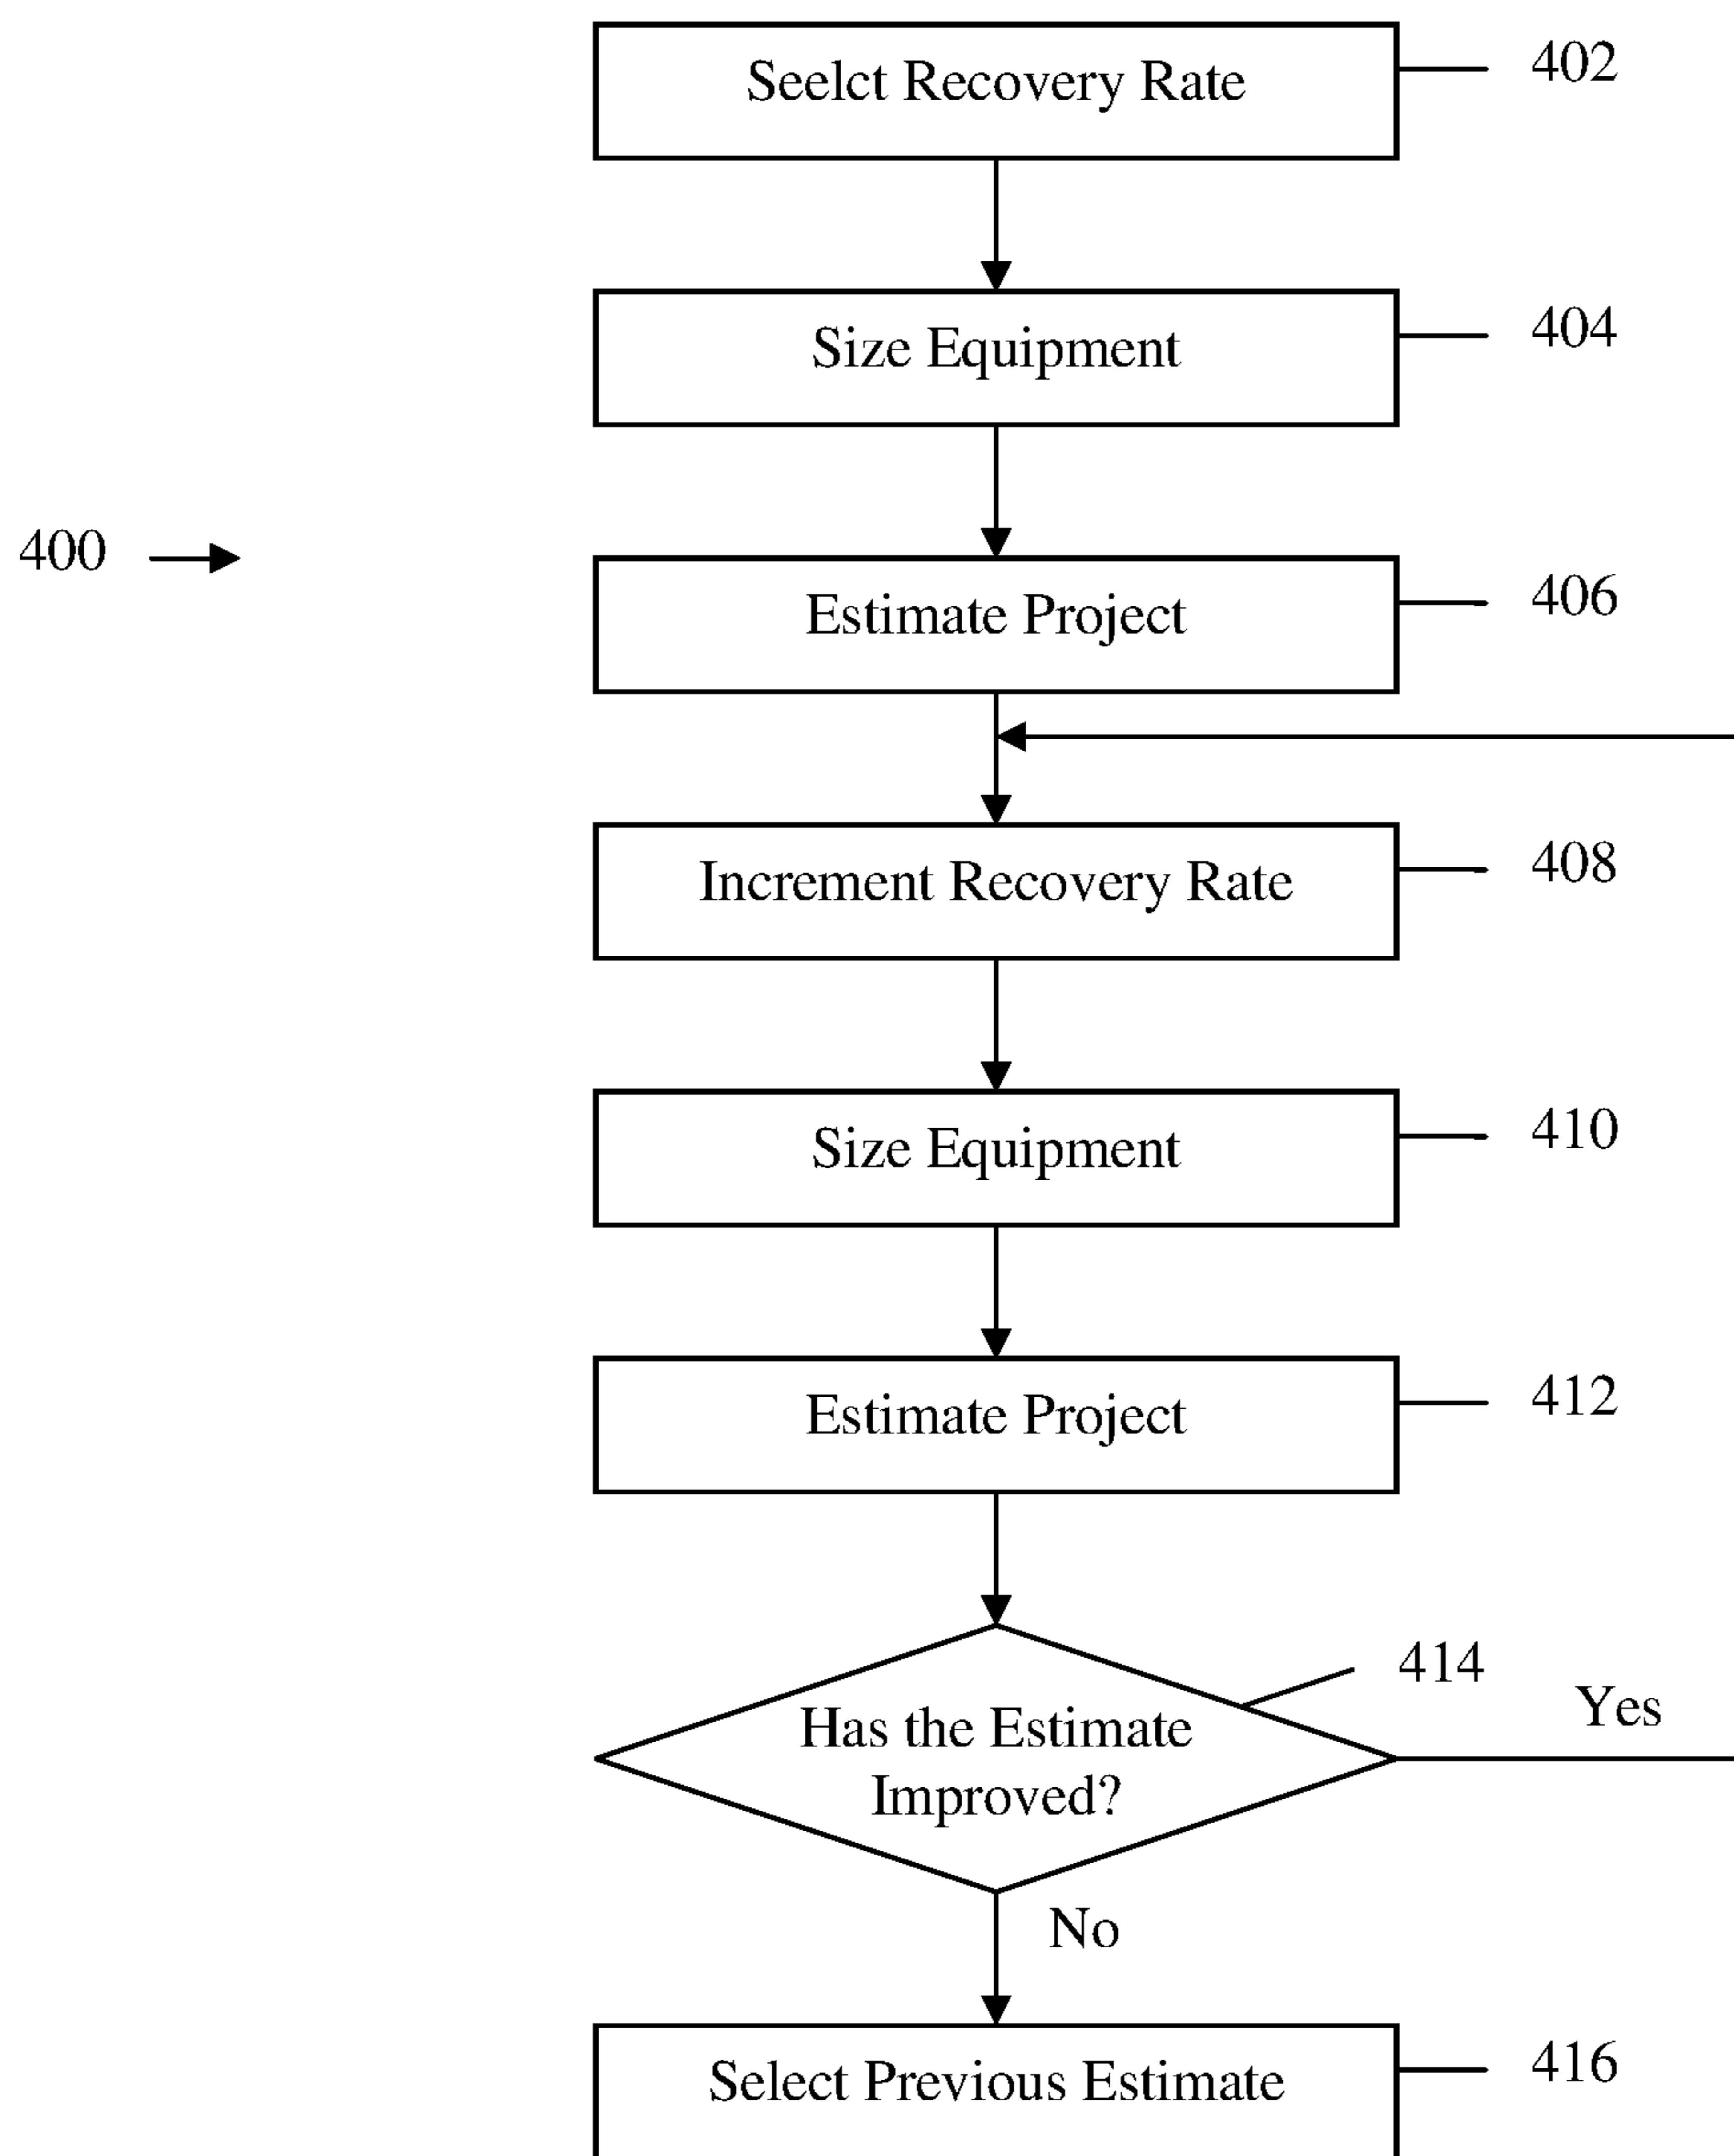 Seelct Recovery Rate
402
Size Equipment
404
400
Estimate Project
406
Increment Recovery Rate
408
Size Equipment
410
Estimate Project
412
414
Has the Estimate
Improved?
Yes
No
Select Previous Estimate
416